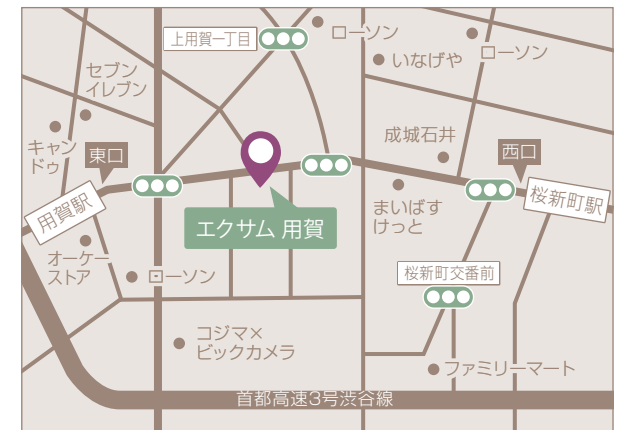 上用賀一丁目
ローソン
いなげや
ローソン
セブン
イレブン
キャン
ドゥ
東口
成城石井
西口
用賀駅
エクサム 用賀
まいばす
けっと
桜新町駅
オーケー
ストア
ローソン
桜新町交番前
コジマ×
ビックカメラ
ファミリーマート
首都高速3号渋谷線